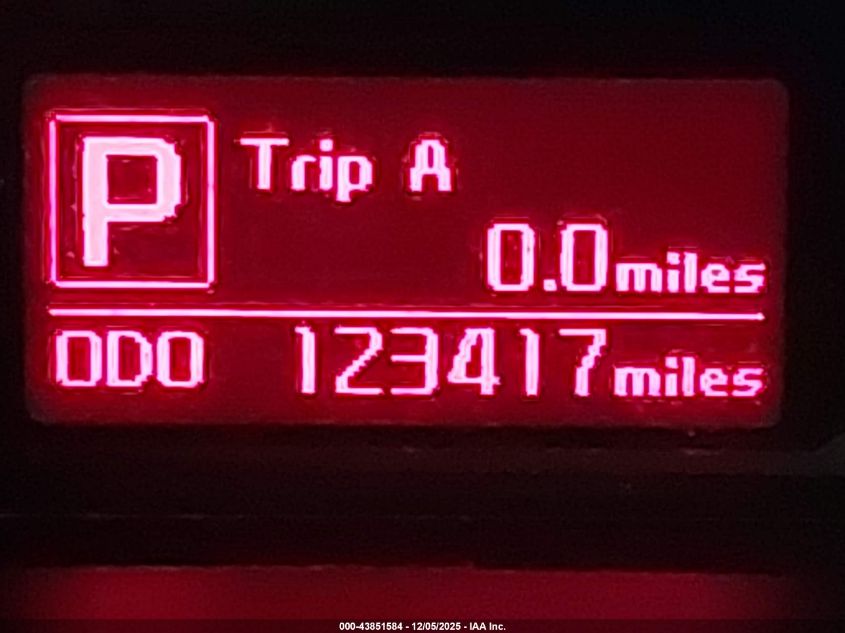 P
Trip A
0.0miles
ODO 123417miles
000-43851584 - 12/05/2025 - IAA Inc.